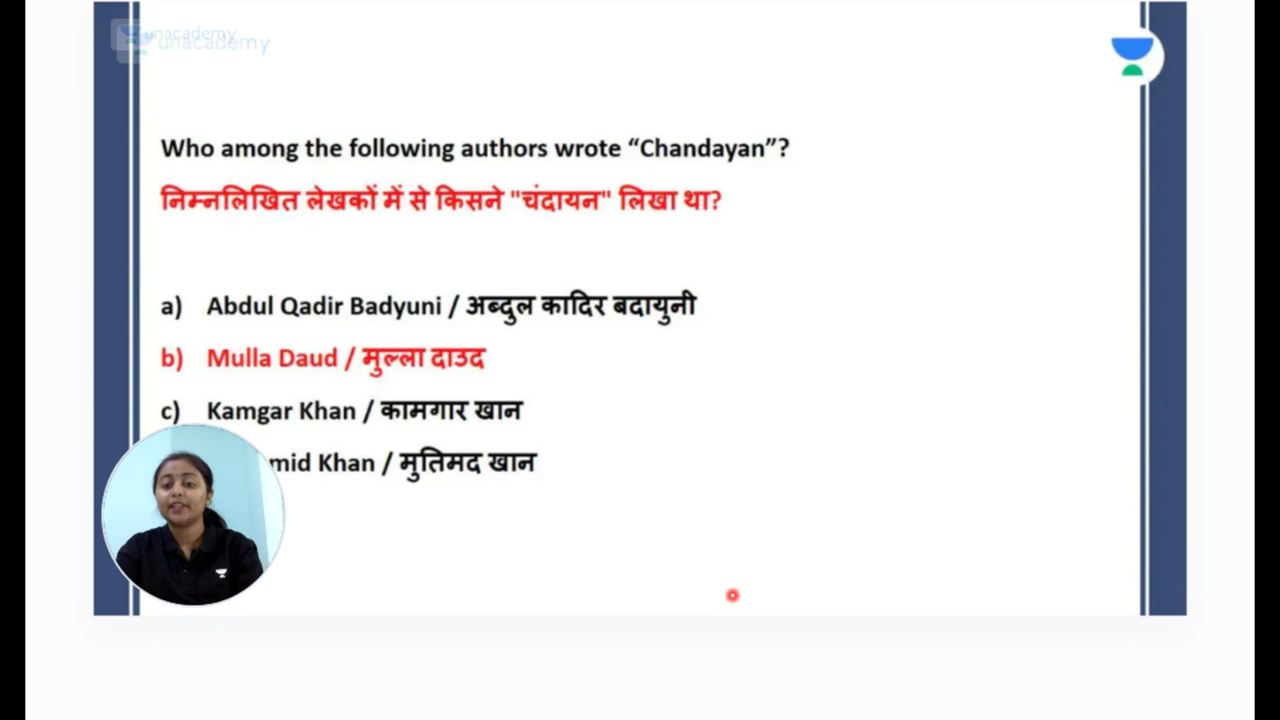 unacademy
unacademy
Who among the following authors wrote “Chandayan”?
निम्नलिखित लेखकों में से किसने "चंदायन" लिखा था?
a) Abdul Qadir Badyuni / अब्दुल कादिर बदायुनी
b) Mulla Daud / मुल्ला दाउद
c) Kamgar Khan / कामगार खान
Khan / मुतिमद खान